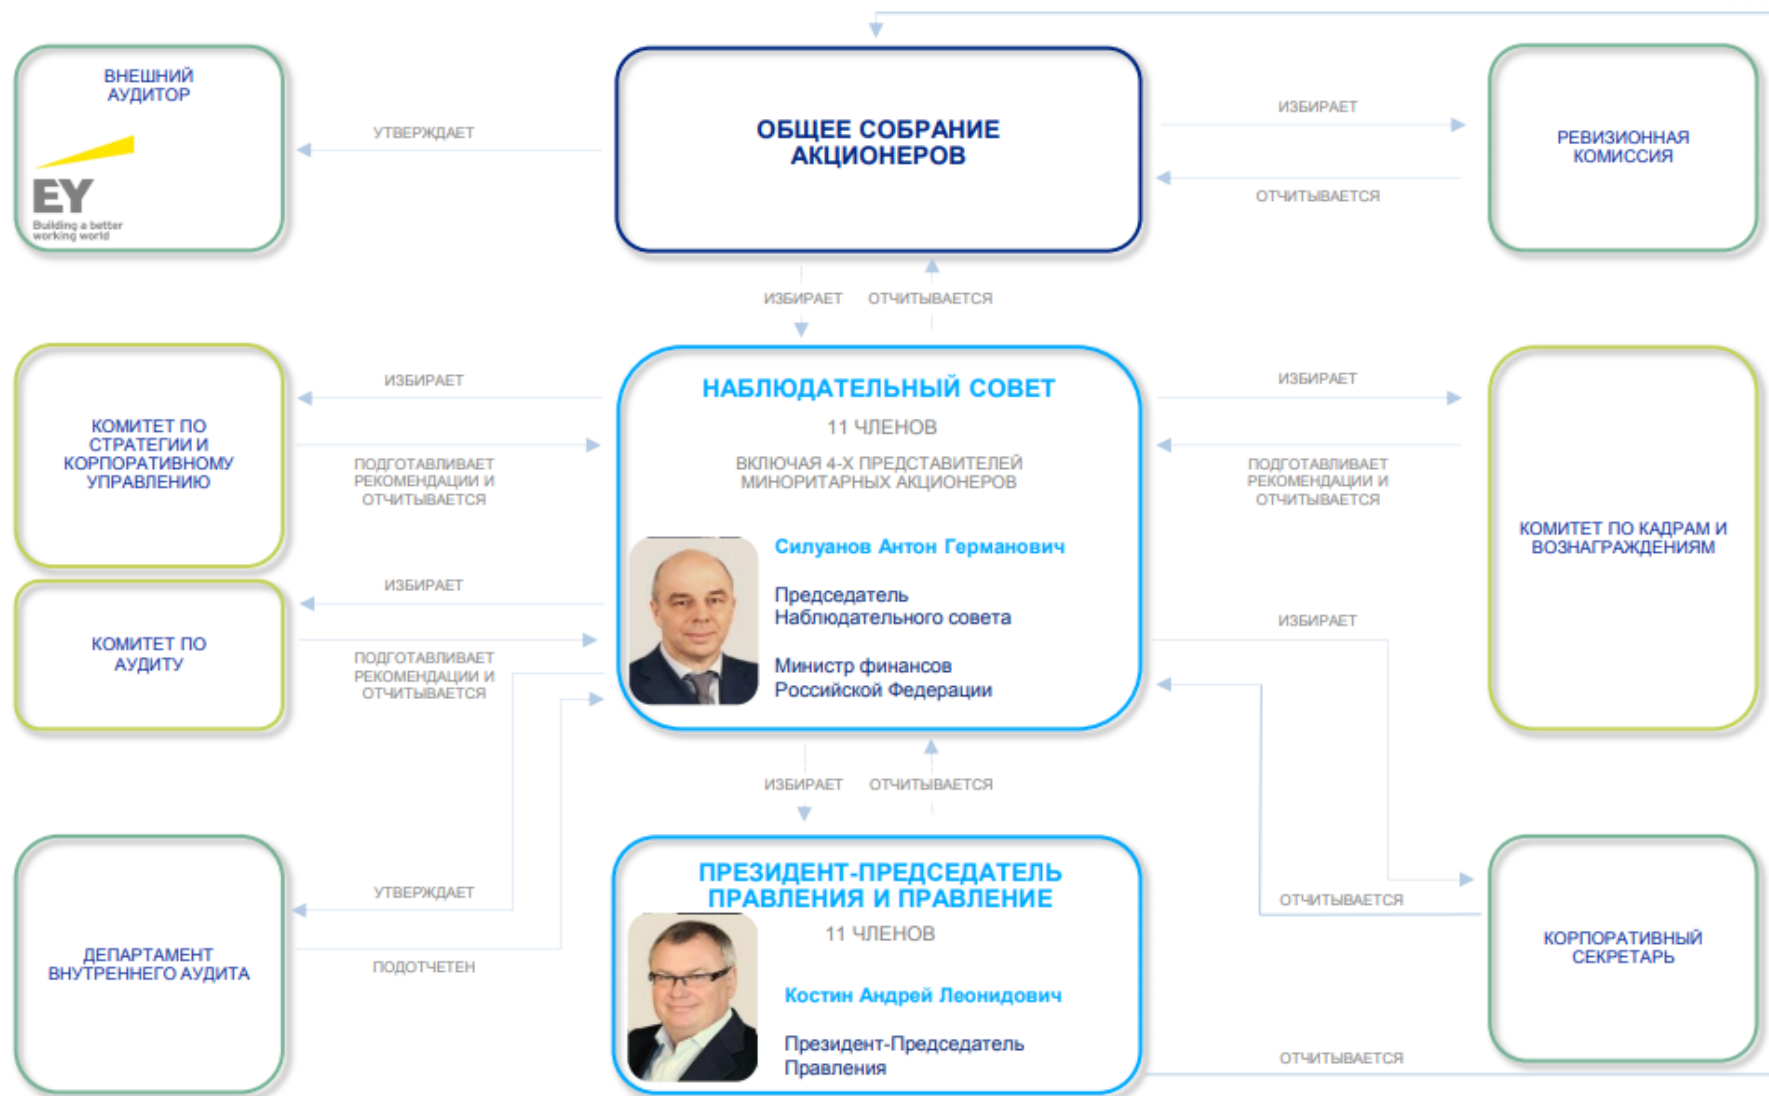 ВНЕШНИЙ
АУДИТОР
EY
Building a better
working world
УТВЕРЖДАЕТ
ОБЩЕЕ СОБРАНИЕ
АКЦИОНЕРОВ
ИЗБИРАЕТ
ОТЧИТЫВАЕТСЯ
РЕВИЗИОННАЯ
КОМИССИЯ
ИЗБИРАЕТ
ОТЧИТЫВАЕТСЯ
КОМИТЕТ ПО
СТРАТЕГИИ И
КОРПОРАТИВНОМУ
УПРАВЛЕНИЮ
ИЗБИРАЕТ
ПОДГОТАВЛИВАЕТ
РЕКОМЕНДАЦИИ И
ОТЧИТЫВАЕТСЯ
НАБЛЮДАТЕЛЬНЫЙ СОВЕТ
11 ЧЛЕНОВ
ВКЛЮЧАЯ 4-Х ПРЕДСТАВИТЕЛЕЙ
МИНОРИТАРНЫХ АКЦИОНЕРОВ
Силуанов Антон Германович
Председатель
Наблюдательного совета
Министр финансов
Российской Федерации
ИЗБИРАЕТ
ПОДГОТАВЛИВАЕТ
РЕКОМЕНДАЦИИ И
ОТЧИТЫВАЕТСЯ
КОМИТЕТ ПО КАДРАМ И
ВОЗНАГРАЖДЕНИЯМ
КОМИТЕТ ПО
АУДИТУ
ИЗБИРАЕТ
ПОДГОТАВЛИВАЕТ
РЕКОМЕНДАЦИИ И
ОТЧИТЫВАЕТСЯ
ИЗБИРАЕТ
ИЗБИРАЕТ
ОТЧИТЫВАЕТСЯ
ДЕПАРТАМЕНТ
ВНУТРЕННЕГО АУДИТА
УТВЕРЖДАЕТ
ПОДОТЧЕТЕН
ПРЕЗИДЕНТ-ПРЕДСЕДАТЕЛЬ
ПРАВЛЕНИЯ И ПРАВЛЕНИЕ
11 ЧЛЕНОВ
Костин Андрей Леонидович
Президент-Председатель
Правления
ОТЧИТЫВАЕТСЯ
КОРПОРАТИВНЫЙ
СЕКРЕТАРЬ
ОТЧИТЫВАЕТСЯ